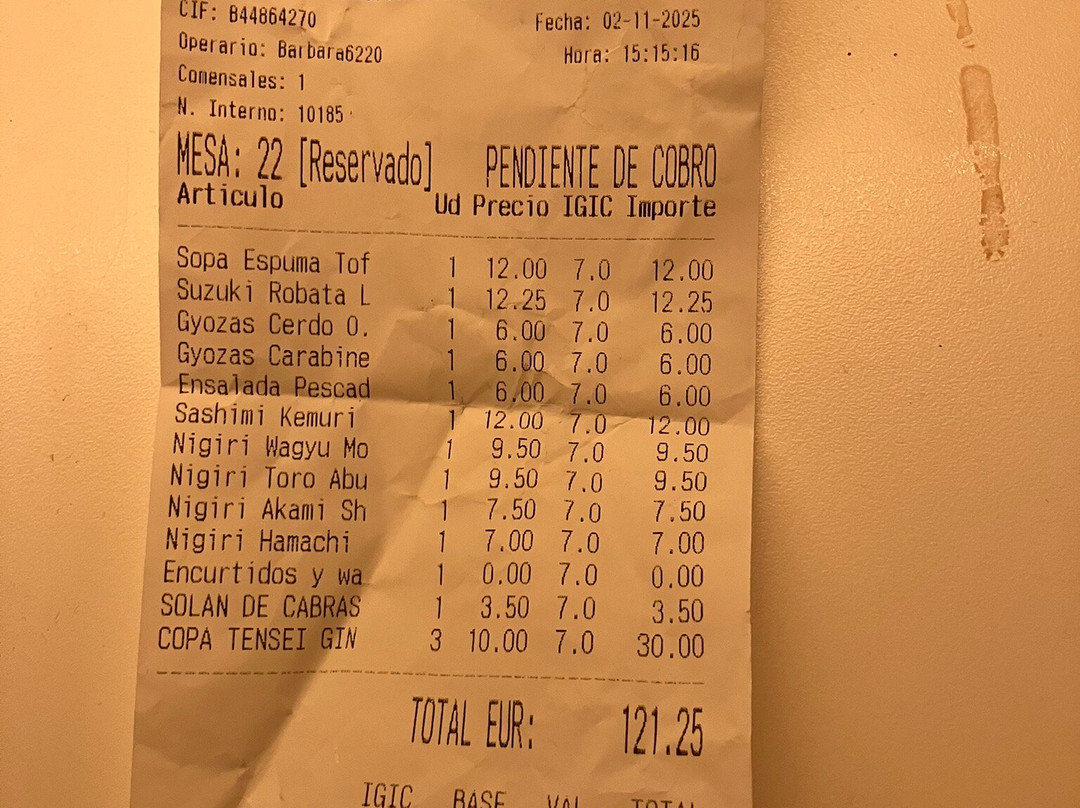 CIF: B44864270 Fecha: 02-11-2025
Operario: Barbara6220 Hora: 15:15:16
Comensales: 1
N. Interno: 10185
MESA: 22 [Reservado] PENDIENTE DE COBRO
Articulo Ud Precio IGIC Importe
Sopa Espuma Tof 1 12.00 7.0 12.00
Suzuki Robata L 1 12.25 7.0 12.25
Gyozas Cerdo O. 1 6.00 7.0 6.00
Gyozas Carabine 1 6.00 7.0 6.00
Ensalada Pescad 1 6.00 7.0 6.00
Sashimi Kemuri 1 12.00 7.0 12.00
Nigiri Wagyu Mo 1 9.50 7.0 9.50
Nigiri Toro Abu 1 9.50 7.0 9.50
Nigiri Akami Sh 1 7.50 7.0 7.50
Nigiri Hamachi 1 7.00 7.0 7.00
Encurtidos y wa 1 0.00 7.0 0.00
SOLAN DE CABRAS 1 3.50 7.0 3.50
COPA TENSEI GIN 3 10.00 7.0 30.00
TOTAL EUR: 121.25
IGIC BASE VAL TOTAL